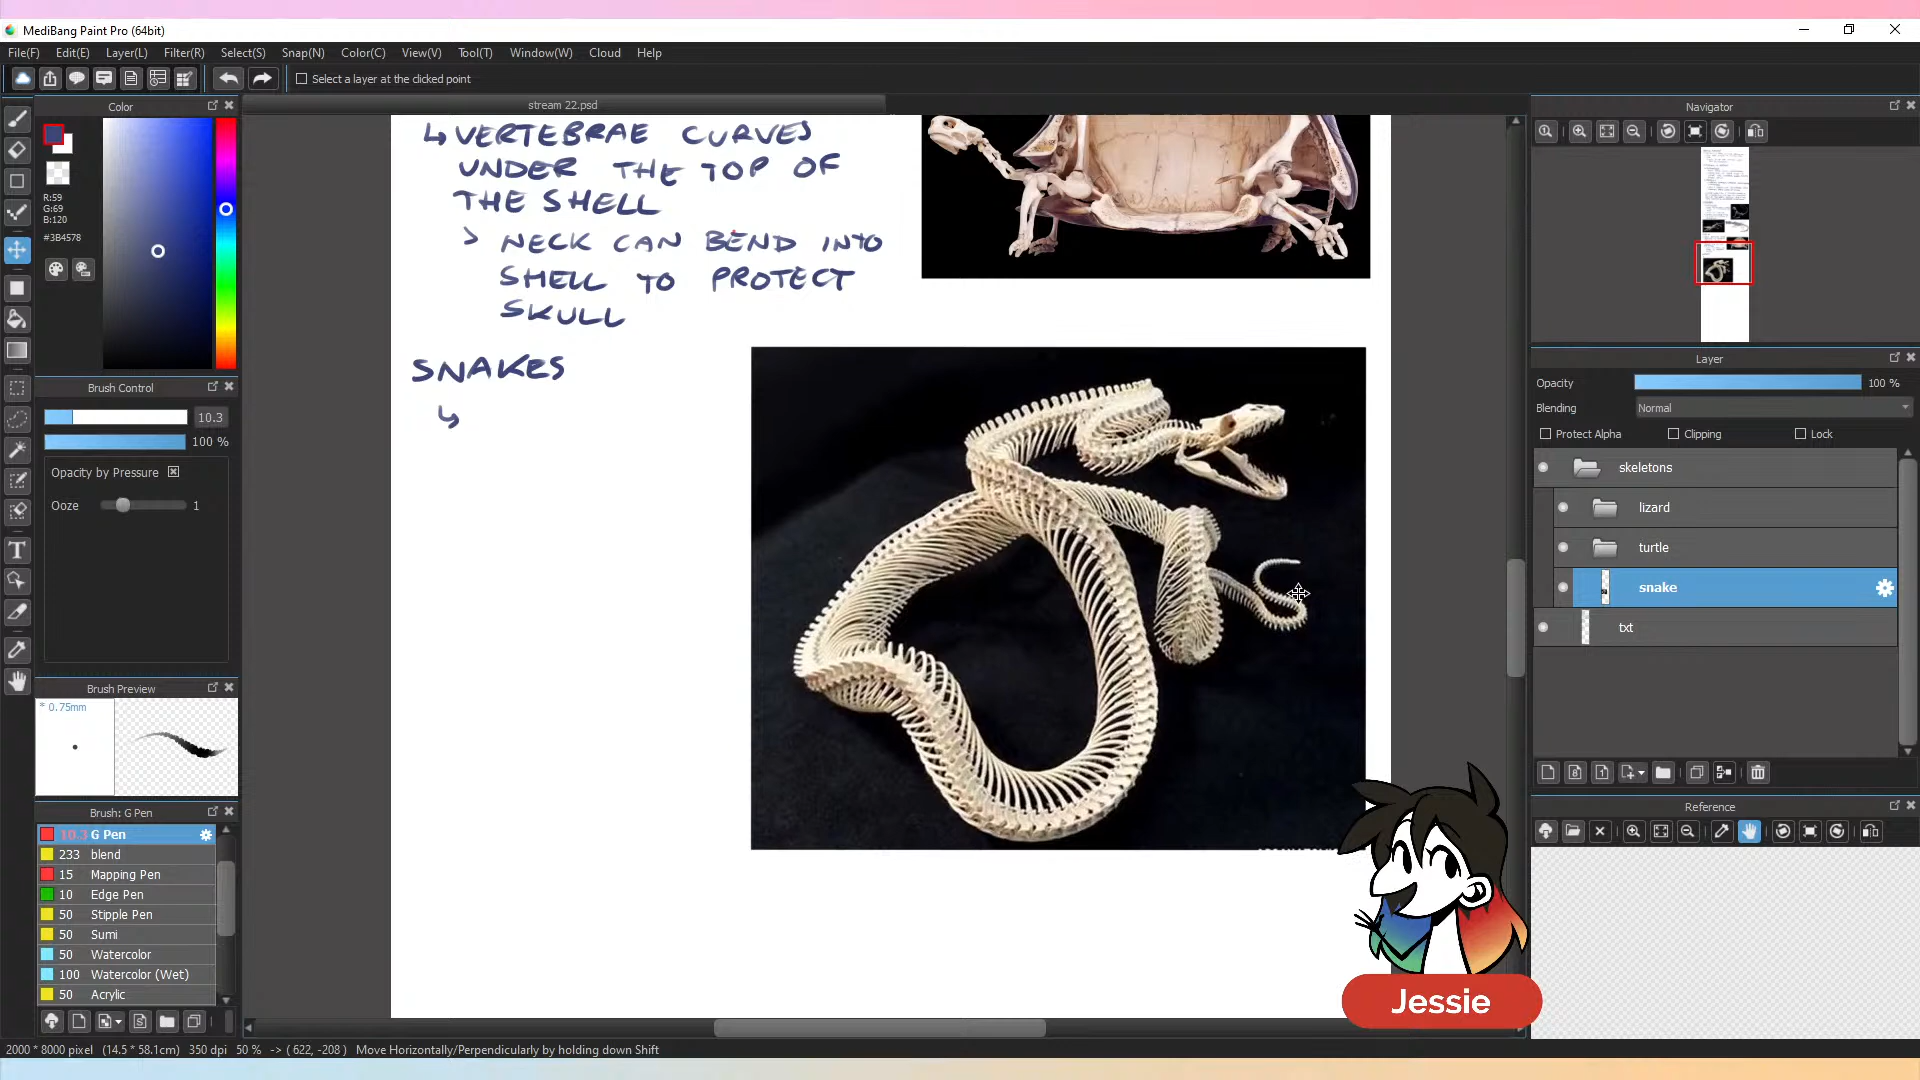 MediBang Paint Pro (64bit)
File(F) Edit(E) Layer(L) Filter(R) Select(S) Snap(N) Color(C) View(V) Tool(T) Window(W) Cloud Help
Select a layer at the clicked point
Color
stream 22.psd
Navigator
R:59
G:69
B:120
#3B4578
↳ VERTEBRAE CURVES
UNDER THE TOP OF
THE SHELL
> NECK CAN BEND INTO
SHELL TO PROTECT
SKULL
SNAKES
↳
Brush Control
10.3
100 %
Opacity by Pressure
Ooze 1
Brush Preview
* 0.75mm
Brush: G Pen
10.3 G Pen
233 blend
15 Mapping Pen
10 Edge Pen
50 Stipple Pen
50 Sumi
50 Watercolor
100 Watercolor (Wet)
50 Acrylic
Layer
Opacity 100 %
Blending Normal
Protect Alpha Clipping Lock
skeletons
lizard
turtle
snake
txt
Reference
Jessie
2000 * 8000 pixel (14.5 * 58.1cm) 350 dpi 50 % -> ( 622, -208 ) Move Horizontally/Perpendicularly by holding down Shift